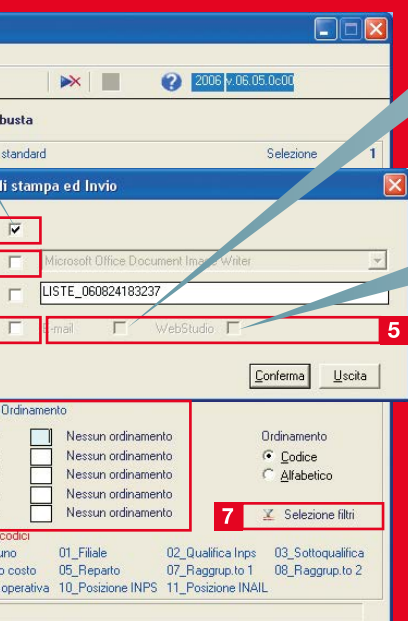 2006 v.06.05.0c00
busta
standard Selezione 1
di stampa ed Invio
Microsoft Office Document Image Writer
LISTE_060824183237
E-mail WebStudio
5
Conferma Uscita
Ordinamento
Nessun ordinamento
Nessun ordinamento
Nessun ordinamento
Nessun ordinamento
Nessun ordinamento
Ordinamento
Codice
Alfabetico
7 Selezione filtri
codici
uno 01_Filiale 02_Qualifica Inps 03_Sottoqualifica
o costo 05_Reparto 07_Raggrup.to 1 08_Raggrup.to 2
operativa 10_Posizione INPS 11_Posizione INAIL